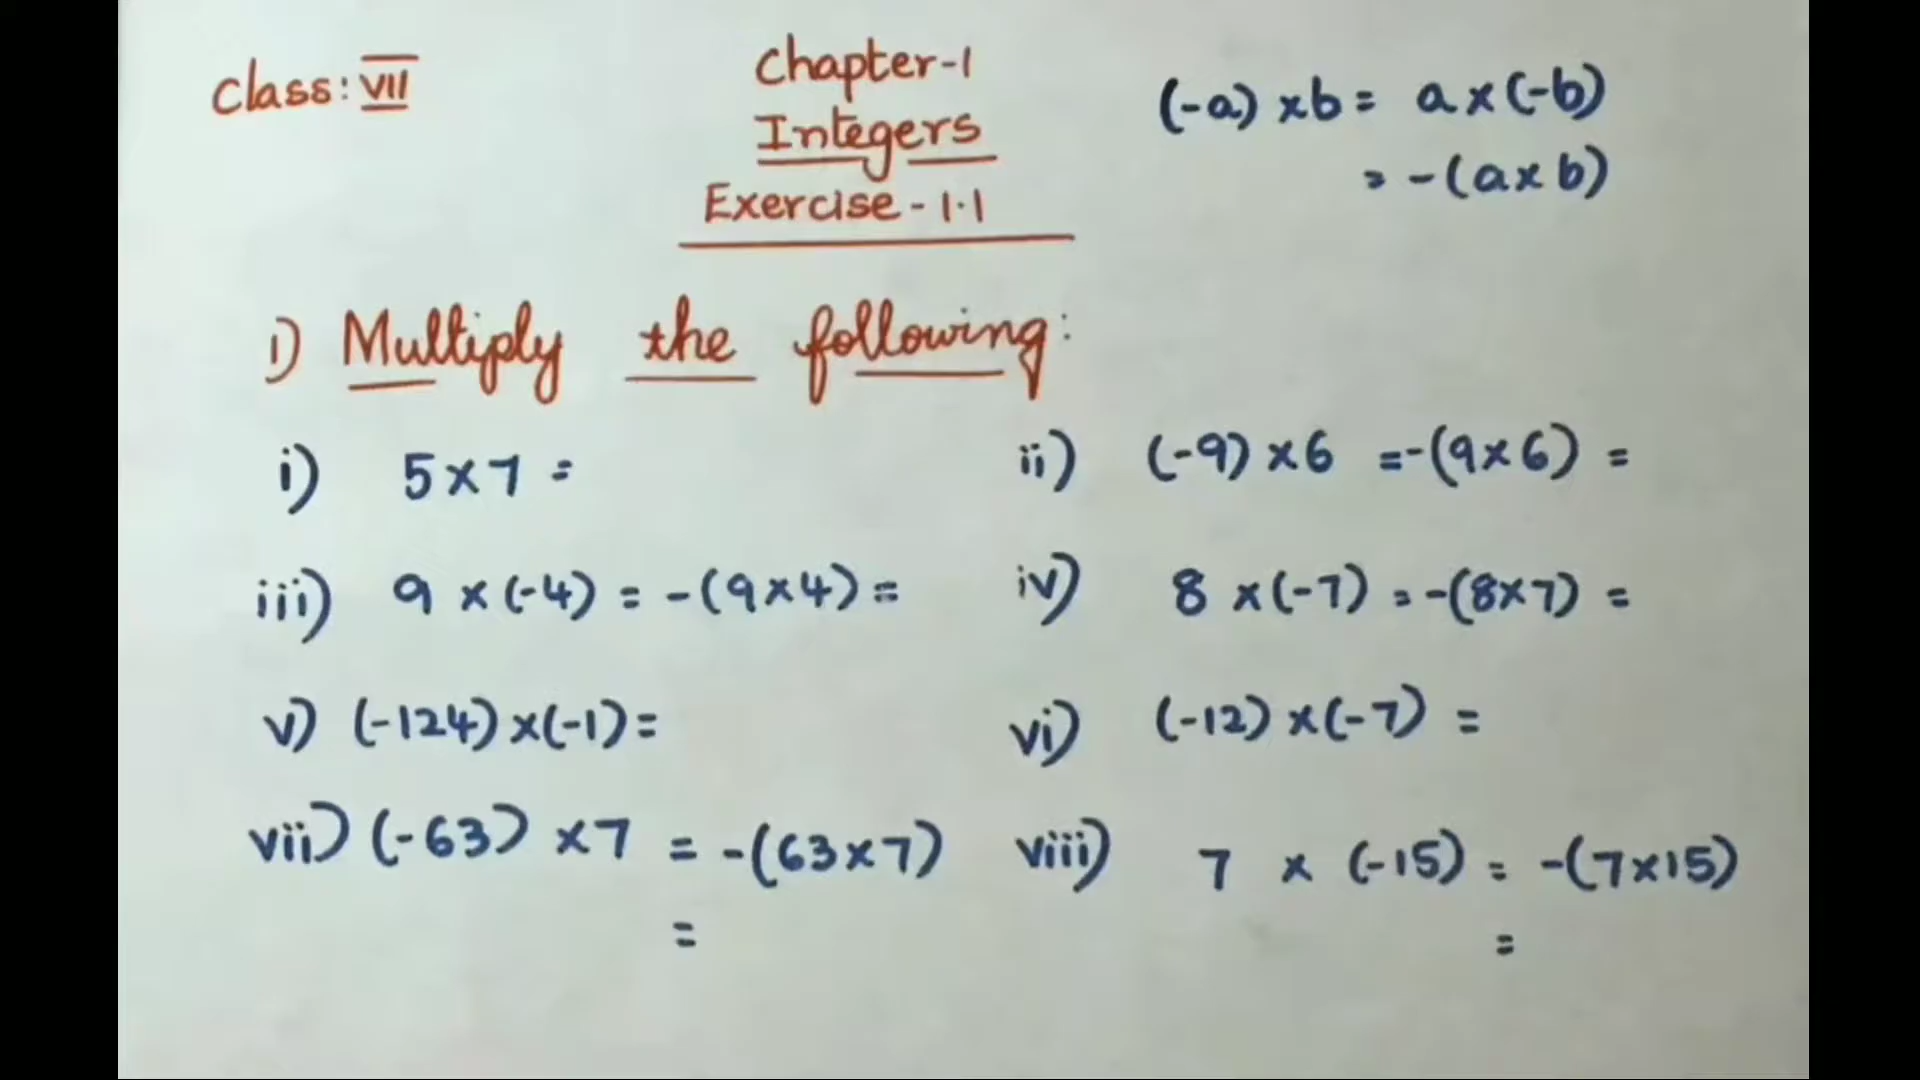 Class: VII
Chapter-1
Integers
Exercise-1.1
(-a) × b = a × (-b)
= -(a × b)
1) Multiply the following:
i) 5 × 7 =
ii) (-9) × 6 = -(9 × 6) =
iii) 9 × (-4) = -(9 × 4) =
iv) 8 × (-7) = -(8 × 7) =
v) (-124) × (-1) =
vi) (-12) × (-7) =
vii) (-63) × 7 = -(63 × 7)
=
viii) 7 × (-15) = -(7 × 15)
=